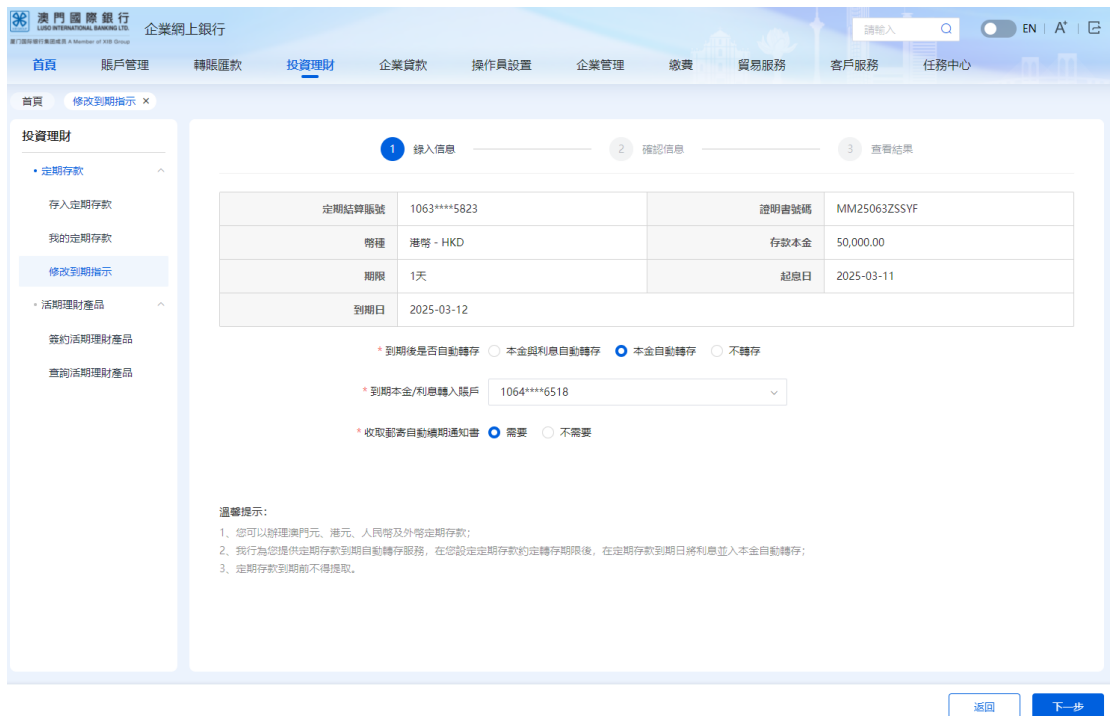 澳門國際銀行
LUSO INTERNATIONAL BANKING LTD.
企業網上銀行
廈门国际银行集团成员 A Member of XIB Group
請輸入
EN A⁺
首頁 賬戶管理 轉賬匯款 投資理財 企業貸款 操作員設置 企業管理 繳費 貿易服務 客戶服務 任務中心
首頁 修改到期指示 ×
投資理財
定期存款
存入定期存款
我的定期存款
修改到期指示
活期理財產品
簽約活期理財產品
查詢活期理財產品
1 錄入信息 2 確認信息 3 查看結果
定期結算賬號 1063****5823 證明書號碼 MM25063ZSSYF
幣種 港幣 - HKD 存款本金 50,000.00
期限 1天 起息日 2025-03-11
到期日 2025-03-12
* 到期後是否自動轉存 本金與利息自動轉存 本金自動轉存 不轉存
* 到期本金/利息轉入賬戶 1064****6518
* 收取郵寄自動續期通知書 需要 不需要
溫馨提示：
1、您可以辦理澳門元、港元、人民幣及外幣定期存款；
2、我行為您提供定期存款到期自動轉存服務，在您設定定期存款約定轉存期限後，在定期存款到期日將利息並入本金自動轉存；
3、定期存款到期前不得提取。
返回 下一步